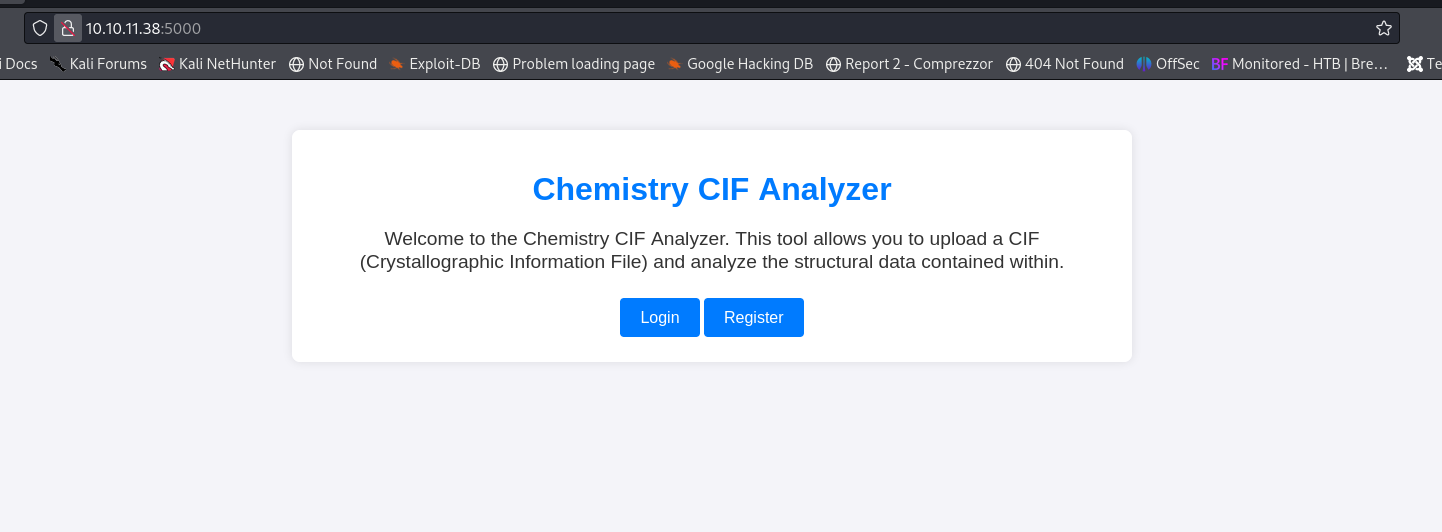 10.10.11.38:5000
i Docs Kali Forums Kali NetHunter Not Found Exploit-DB Problem loading page Google Hacking DB Report 2 - Comprezzor 404 Not Found OffSec BF Monitored - HTB | Bre… Te
Chemistry CIF Analyzer
Welcome to the Chemistry CIF Analyzer. This tool allows you to upload a CIF
(Crystallographic Information File) and analyze the structural data contained within.
Login Register